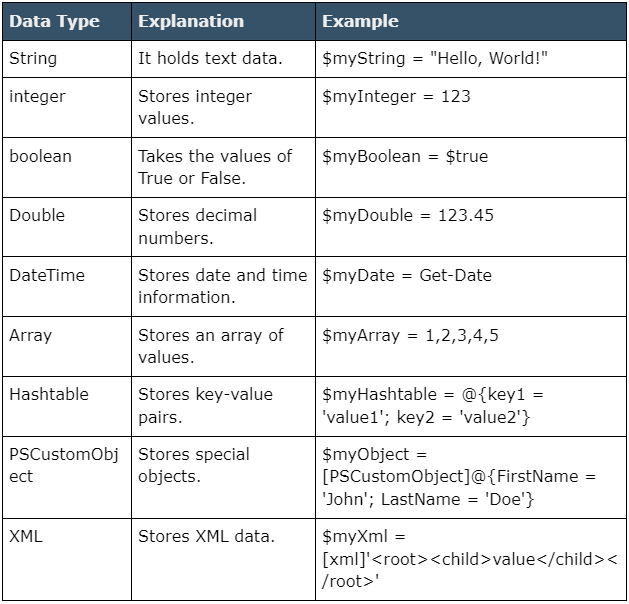 Data Type Explanation Example
String It holds text data. $myString = "Hello, World!"
integer Stores integer $myInteger = 123
values.
boolean Takes the values of $myBoolean = $true
True or False.
Double Stores decimal $myDouble = 123.45
numbers.
DateTime Stores date and time $myDate = Get-Date
information.
Array Stores an array of $myArray = 1,2,3,4,5
values.
Hashtable Stores key-value $myHashtable = @{key1 =
pairs. 'value1'; key2 = 'value2'}
PSCustomObj Stores special $myObject =
ect objects. [PSCustomObject]@{FirstName =
'John'; LastName = 'Doe'}
XML Stores XML data. $myXml =
[xml]'<root><child>value</child><
/root>'